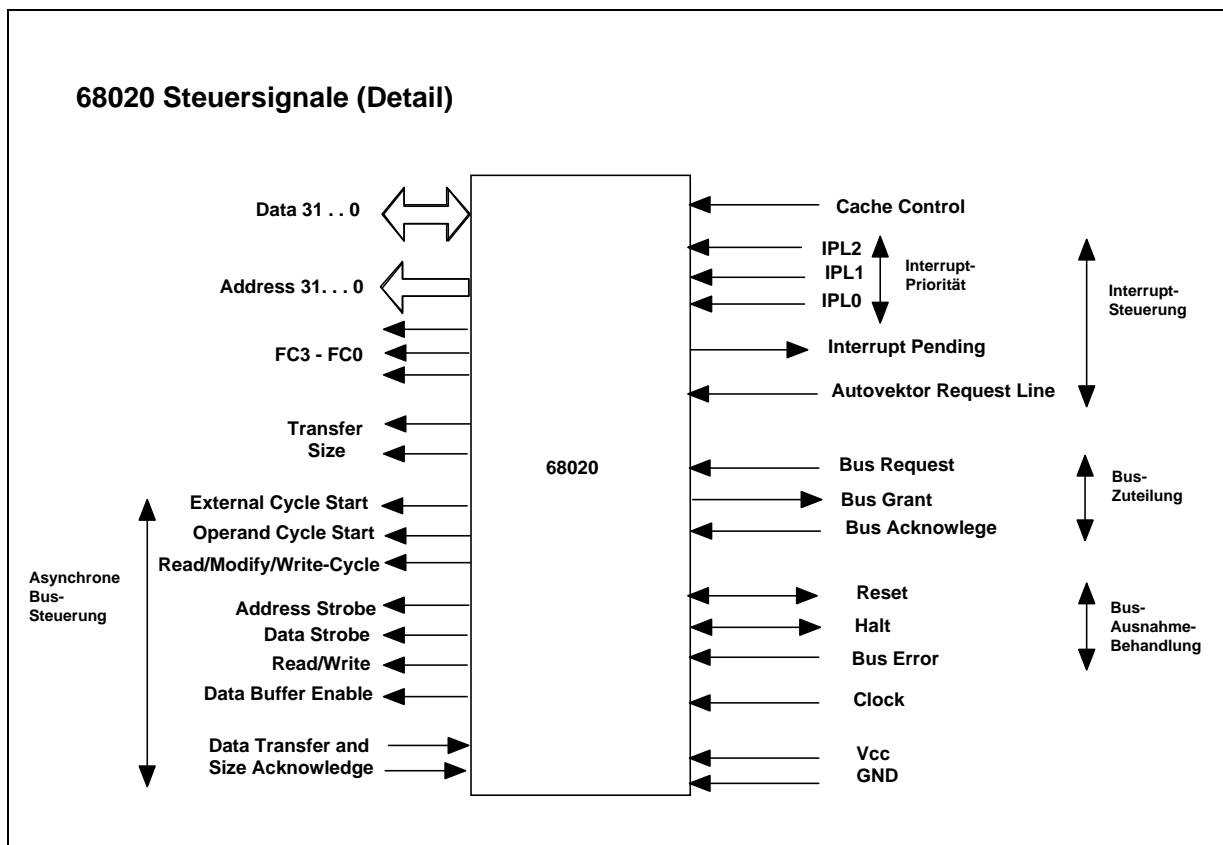 68020 Steuersignale (Detail)
Data 31 . . 0
Address 31. . . 0
FC3 - FC0
Transfer
Size
External Cycle Start
Operand Cycle Start
Read/Modify/Write-Cycle
Asynchrone
Bus-
Steuerung
Address Strobe
Data Strobe
Read/Write
Data Buffer Enable
Data Transfer and
Size Acknowledge
68020
Cache Control
IPL2
IPL1
IPL0
Interrupt-
Priorität
Interrupt Pending
Autovektor Request Line
Interrupt-
Steuerung
Bus Request
Bus Grant
Bus Acknowlege
Bus-
Zuteilung
Reset
Halt
Bus Error
Bus-
Ausnahme-
Behandlung
Clock
Vcc
GND